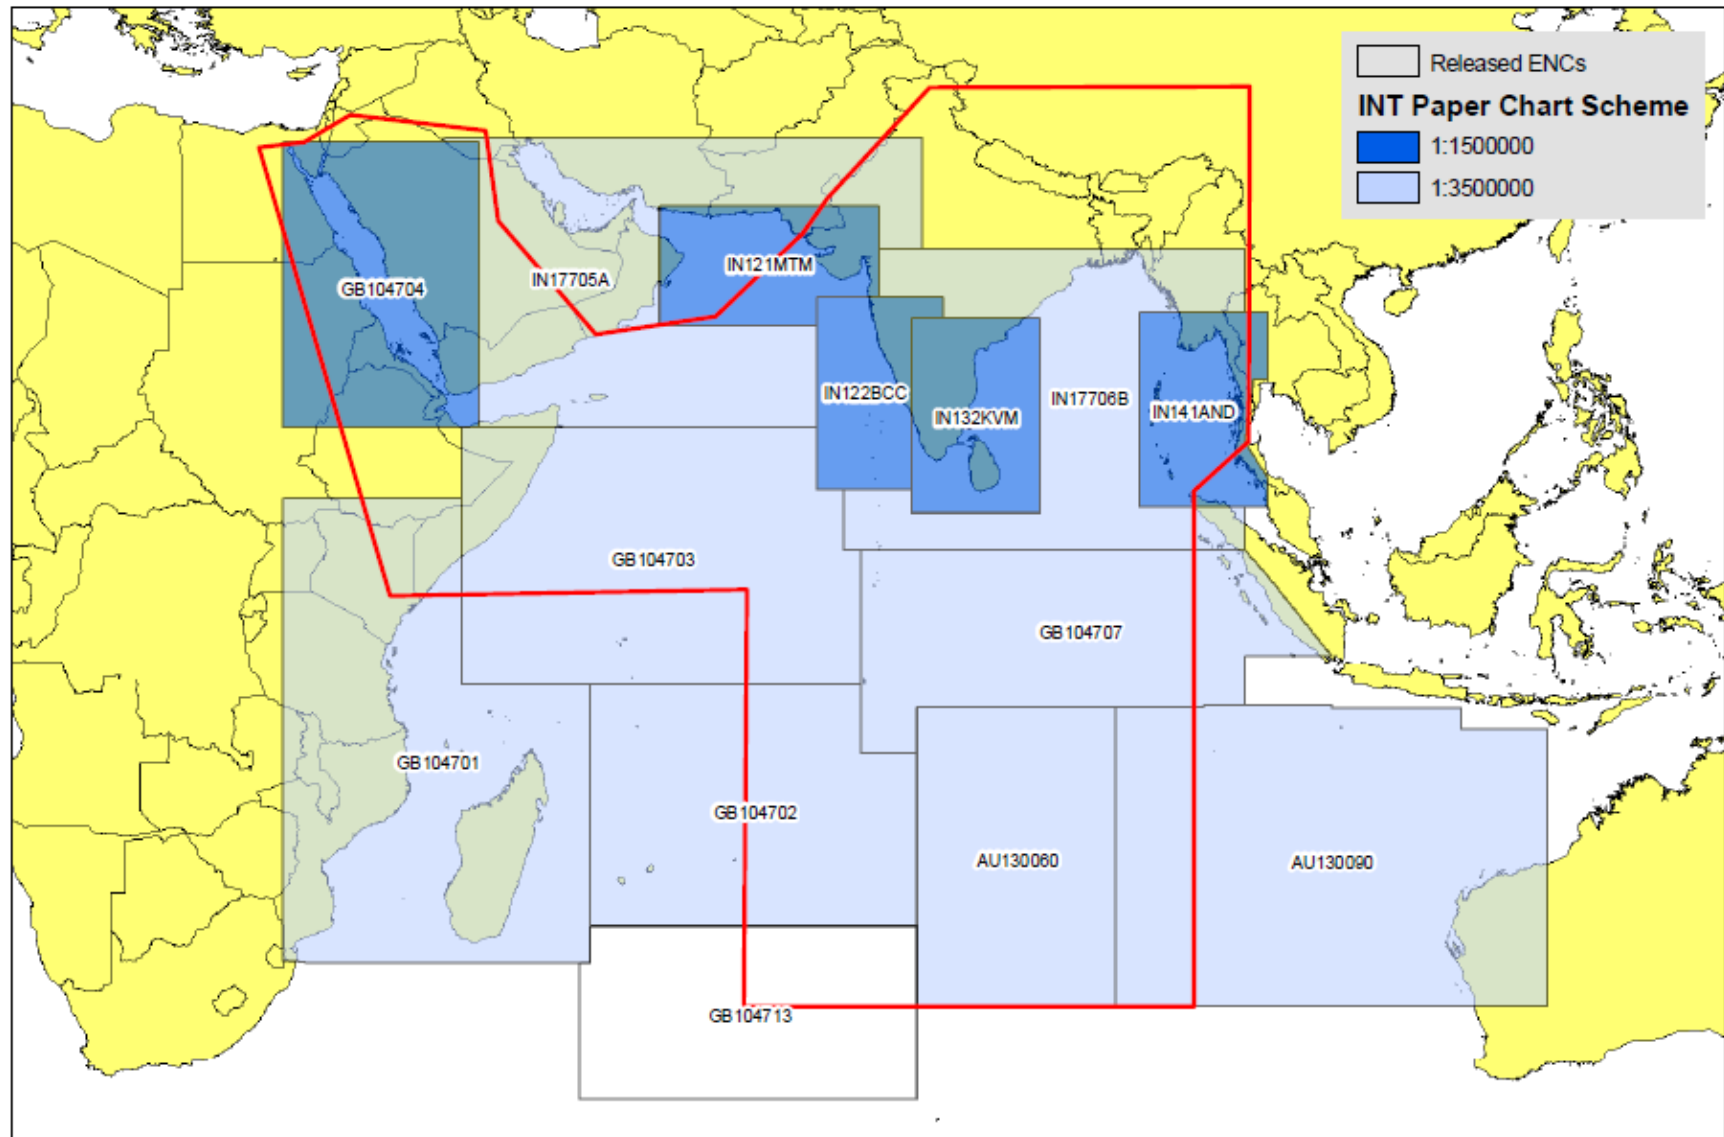 Released ENCs
INT Paper Chart Scheme
1:1500000
1:3500000
IN121MTM
IN17705A
GB104704
IN122BCC
IN17706B
IN141AND
IN132KVM
GB104703
GB104707
GB104701
GB104702
AU130060
AU130090
GB104713